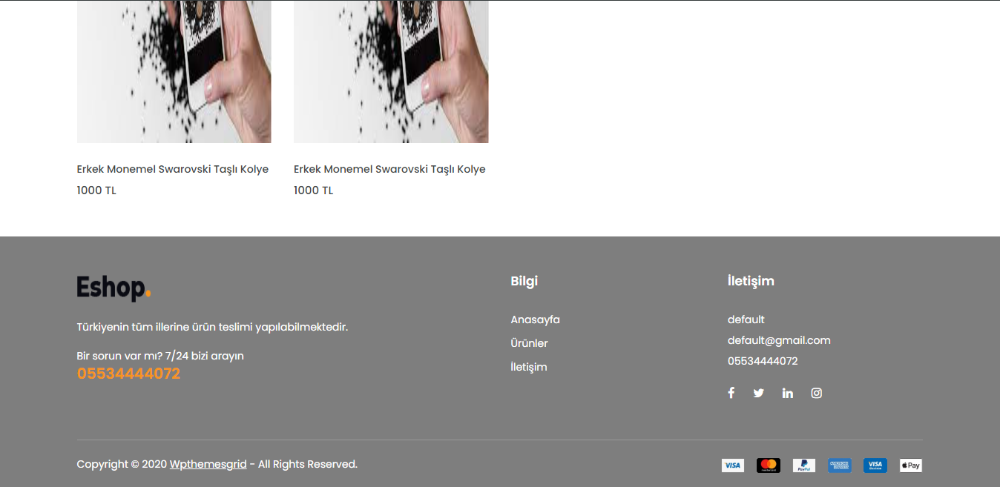 Erkek Monemel Swarovski Taşlı Kolye
1000 TL
Erkek Monemel Swarovski Taşlı Kolye
1000 TL
Eshop.
Türkiyenin tüm illerine ürün teslimi yapılabilmektedir.
Bir sorun var mı? 7/24 bizi arayın
05534444072
Bilgi
Anasayfa
Ürünler
İletişim
İletişim
default
default@gmail.com
05534444072
Copyright © 2020 Wpthemesgrid - All Rights Reserved.
VISA
PayPal
VISA
Pay